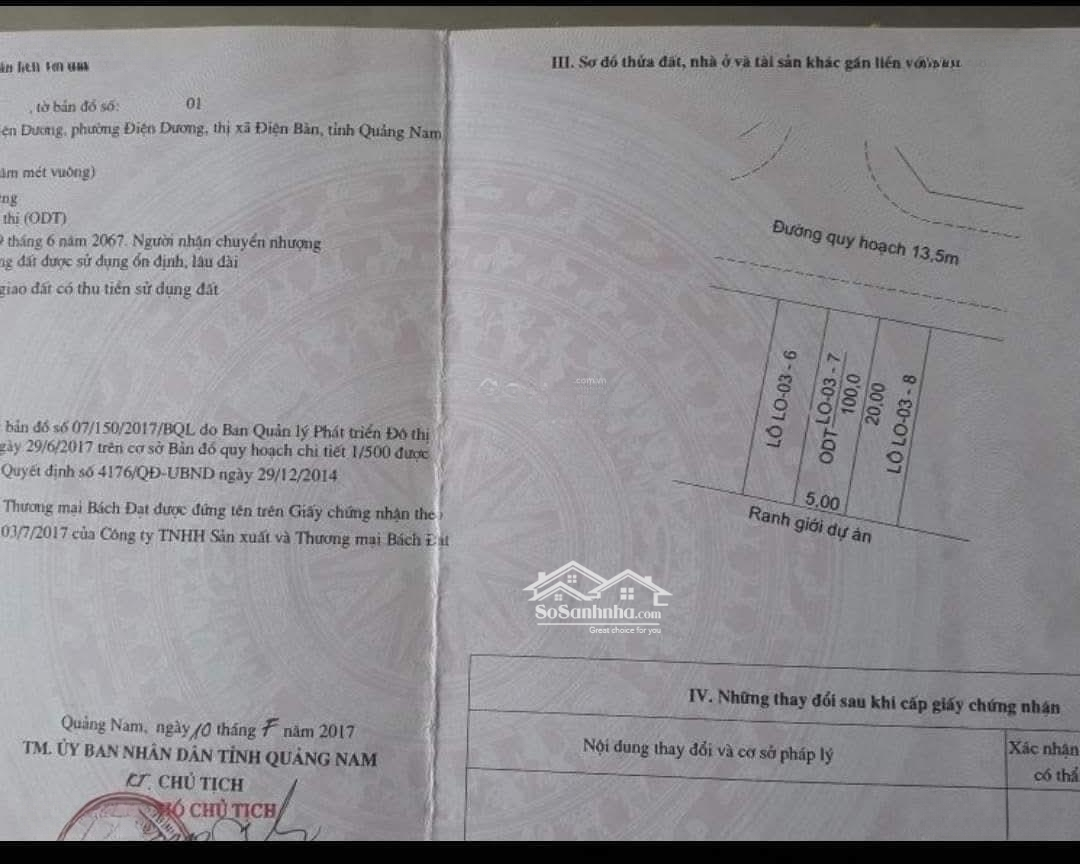 , tờ bản đồ số: 01
Dương, phường Điện Dương, thị xã Điện Bàn, tỉnh Quảng Nam
mét vuông)
thị (ODT)
tháng 6 năm 2067. Người nhận chuyển nhượng
đất được sử dụng ổn định, lâu dài
giao đất có thu tiền sử dụng đất
bản đồ số 07/150/2017/BQL do Ban Quản lý Phát triển Đô thị
29/6/2017 trên cơ sở Bản đồ quy hoạch chi tiết 1/500 được
Quyết định số 4176/QĐ-UBND ngày 29/12/2014
Thương mại Bách Đạt được đứng tên trên Giấy chứng nhận
03/7/2017 của Công ty TNHH Sản xuất và Thương mại Bách Đạt
Quảng Nam, ngày 10 tháng 7 năm 2017
TM. ỦY BAN NHÂN DÂN TỈNH QUẢNG NAM
KT. CHỦ TỊCH
CHỦ TỊCH
III. Sơ đồ thửa đất, nhà ở và tài sản khác gắn liền
Đường quy hoạch 13,5m
LÔ LO-03 - 6
ODT LO-03 - 7
100,0
20,00
LÔ LO-03 - 8
5,00
Ranh giới dự án
.com.vn
SoSanhnha.com
Great choice for you
IV. Những thay đổi sau khi cấp giấy chứng nhận
Nội dung thay đổi và cơ sở pháp lý
Xác nhận
có